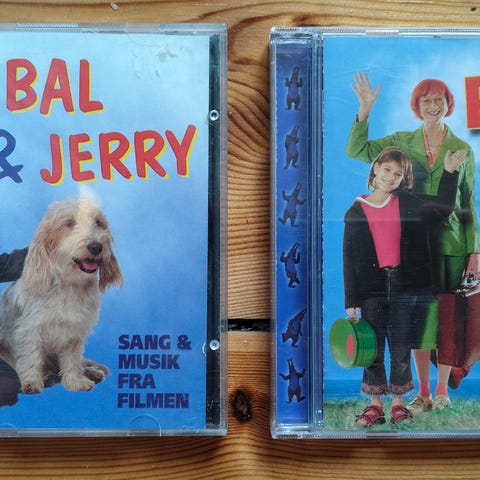 BAL
& JERRY
SANG &
MUSIK
FRA
FILMEN